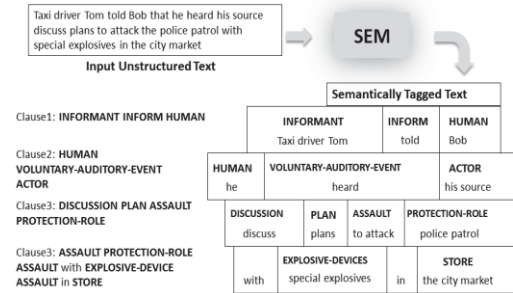 Taxi driver Tom told Bob that he heard his source
discuss plans to attack the police patrol with
special explosives in the city market
Input Unstructured Text
SEM
Semantically Tagged Text
Clause1: INFORMANT INFORM HUMAN
INFORMANT INFORM HUMAN
Taxi driver Tom told Bob
Clause2: HUMAN
VOLUNTARY-AUDITORY-EVENT
ACTOR
HUMAN VOLUNTARY-AUDITORY-EVENT ACTOR
he heard his source
Clause3: DISCUSSION PLAN ASSAULT
PROTECTION-ROLE
DISCUSSION PLAN ASSAULT PROTECTION-ROLE
discuss plans to attack police patrol
Clause3: ASSAULT PROTECTION-ROLE
ASSAULT with EXPLOSIVE-DEVICE
ASSAULT in STORE
EXPLOSIVE-DEVICES STORE
with special explosives in the city market